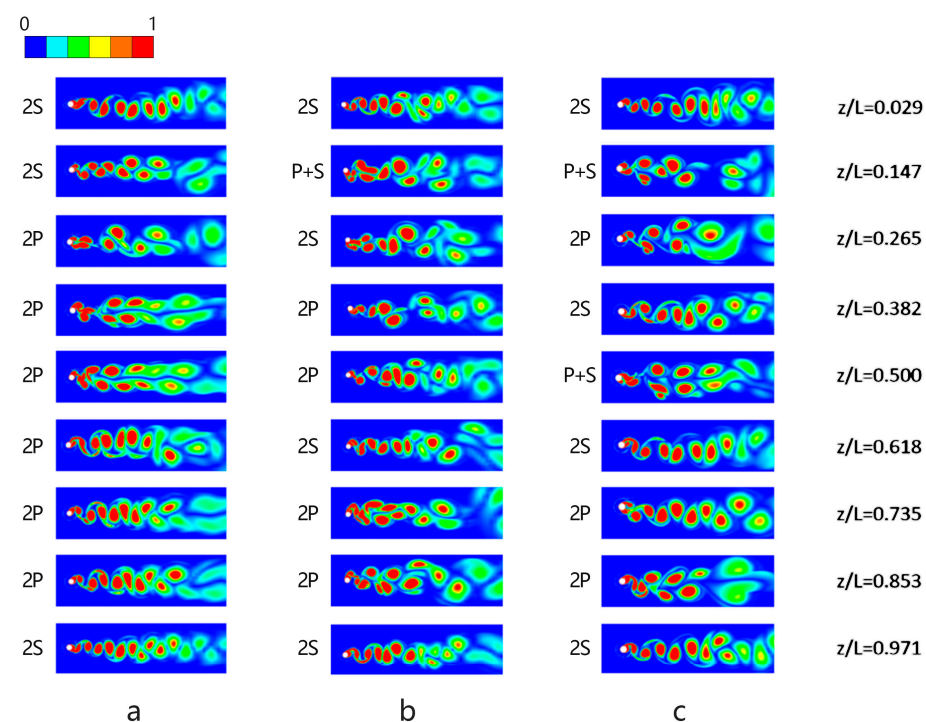 0 1
2S 2S 2S z/L=0.029
2S P+S P+S z/L=0.147
2P 2S 2P z/L=0.265
2P 2P 2S z/L=0.382
2P 2P P+S z/L=0.500
2P 2S 2S z/L=0.618
2P 2P 2P z/L=0.735
2P 2P 2P z/L=0.853
2S 2S 2S z/L=0.971
a b c